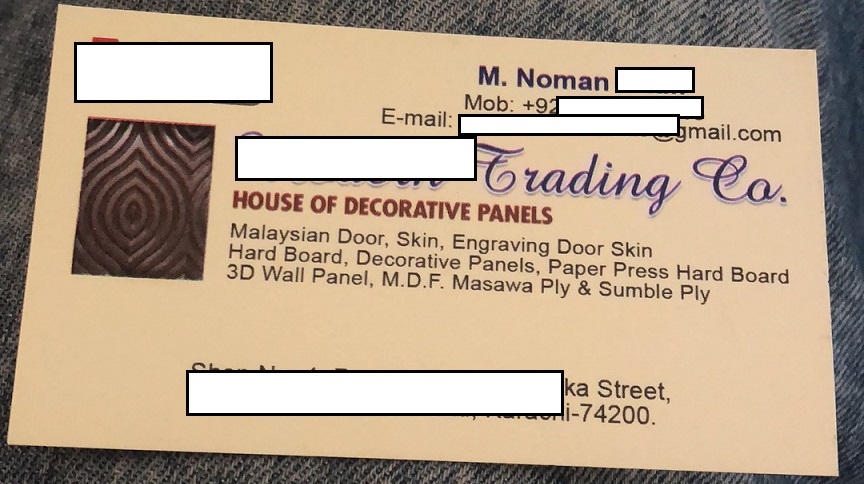 M. Noman
Mob: +92
E-mail: @gmail.com
Trading Co.
HOUSE OF DECORATIVE PANELS
Malaysian Door, Skin, Engraving Door Skin
Hard Board, Decorative Panels, Paper Press Hard Board
3D Wall Panel, M.D.F. Masawa Ply & Sumble Ply
Street,
Karachi-74200.